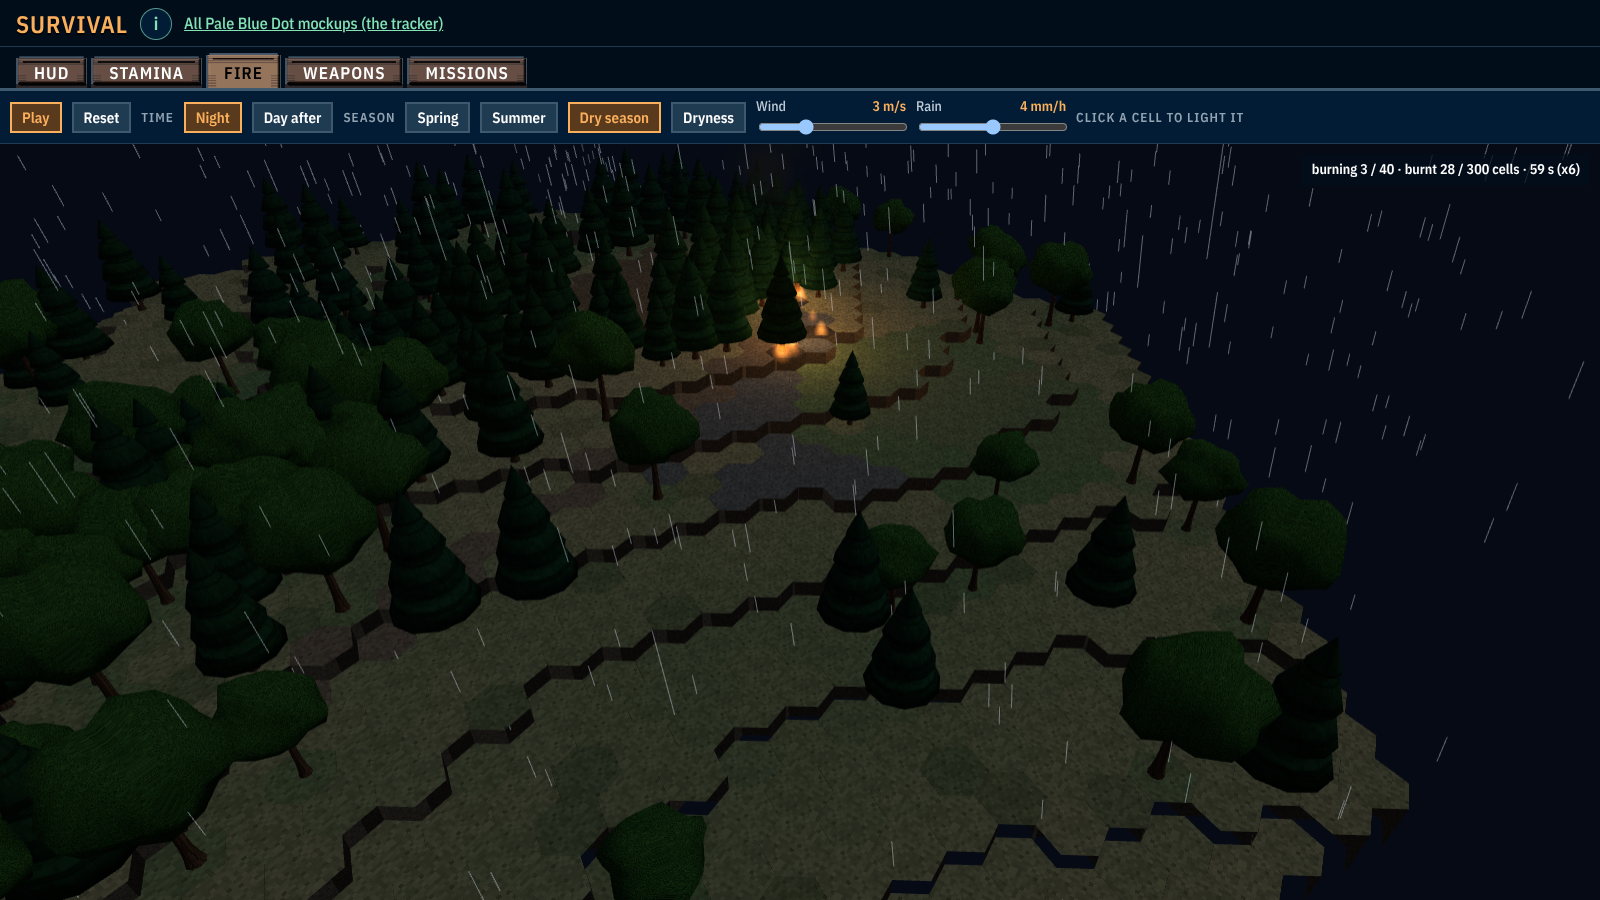 SURVIVAL i All Pale Blue Dot mockups (the tracker)
HUD STAMINA FIRE WEAPONS MISSIONS
Play Reset TIME Night Day after SEASON Spring Summer Dry season Dryness Wind 3 m/s Rain 4 mm/h CLICK A CELL TO LIGHT IT
burning 3 / 40 · burnt 28 / 300 cells · 59 s (x6)